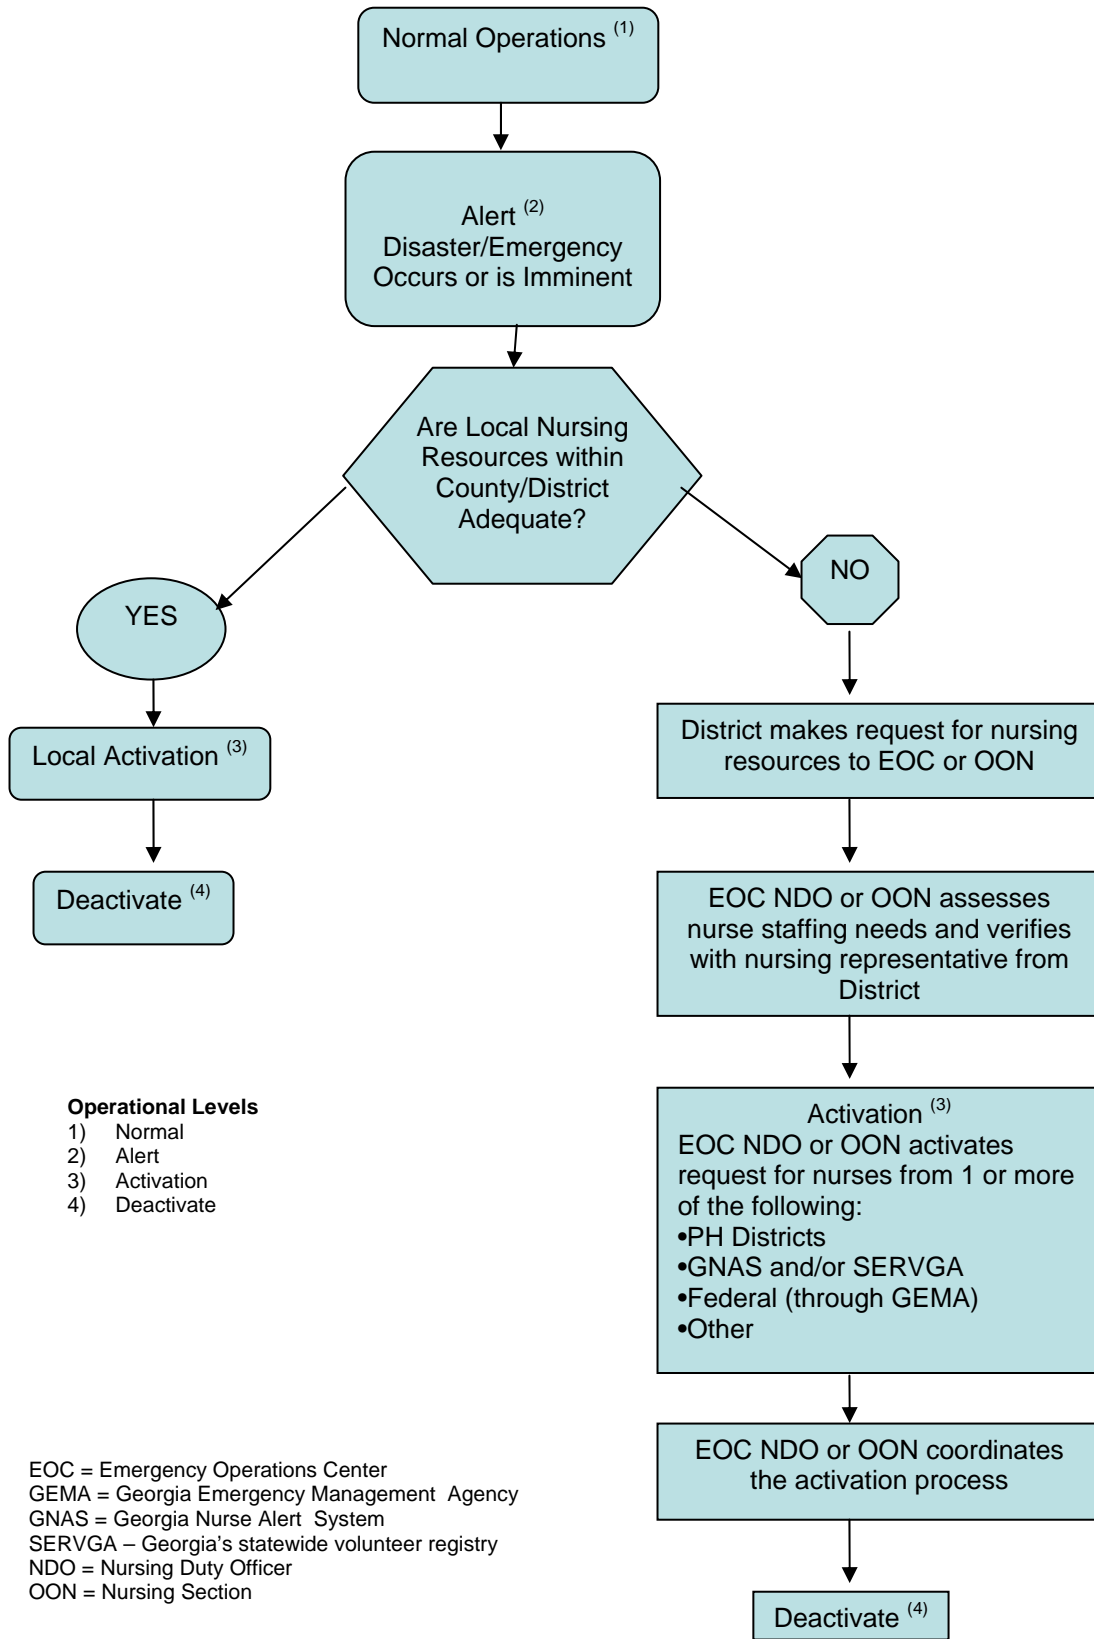 Normal Operations (1)
Alert (2)
Disaster/Emergency
Occurs or is Imminent
Are Local Nursing
Resources within
County/District
Adequate?
YES
NO
Local Activation (3)
Deactivate (4)
District makes request for nursing
resources to EOC or OON
EOC NDO or OON assesses
nurse staffing needs and verifies
with nursing representative from
District
Activation (3)
EOC NDO or OON activates
request for nurses from 1 or more
of the following:
•PH Districts
•GNAS and/or SERVGA
•Federal (through GEMA)
•Other
EOC NDO or OON coordinates
the activation process
Deactivate (4)
Operational Levels
1) Normal
2) Alert
3) Activation
4) Deactivate
EOC = Emergency Operations Center
GEMA = Georgia Emergency Management Agency
GNAS = Georgia Nurse Alert System
SERVGA – Georgia's statewide volunteer registry
NDO = Nursing Duty Officer
OON = Nursing Section